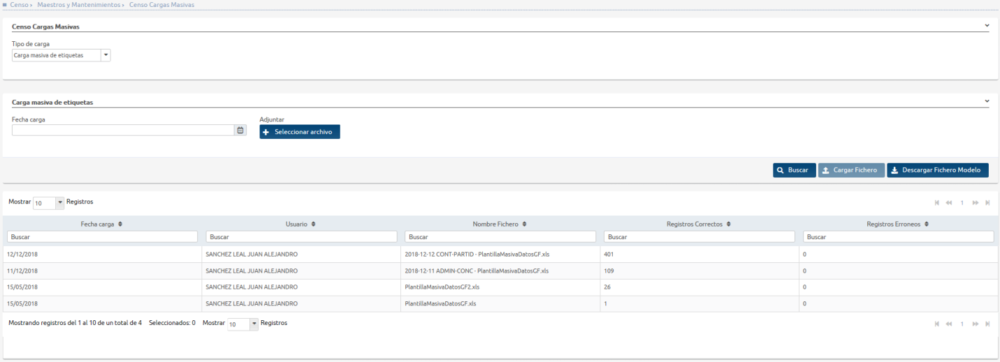 Censo › Maestros y Mantenimientos › Censo Cargas Masivas
Censo Cargas Masivas
Tipo de carga
Carga masiva de etiquetas
Carga masiva de etiquetas
Fecha carga Adjuntar
Seleccionar archivo
Buscar Cargar Fichero Descargar Fichero Modelo
Mostrar 10 Registros 1
Fecha carga Usuario Nombre Fichero Registros Correctos Registros Erroneos
Buscar Buscar Buscar Buscar Buscar
12/12/2018 SANCHEZ LEAL JUAN ALEJANDRO 2018-12-12 CONT-PARTID - PlantillaMasivaDatosGF.xls 401 0
11/12/2018 SANCHEZ LEAL JUAN ALEJANDRO 2018-12-11 ADMIN-CONC - PlantillaMasivaDatosGF.xls 109 0
15/05/2018 SANCHEZ LEAL JUAN ALEJANDRO PlantillaMasivaDatosGF2.xls 26 0
15/05/2018 SANCHEZ LEAL JUAN ALEJANDRO PlantillaMasivaDatosGF.xls 1 0
Mostrando registros del 1 al 10 de un total de 4 Seleccionados: 0 Mostrar 10 Registros 1